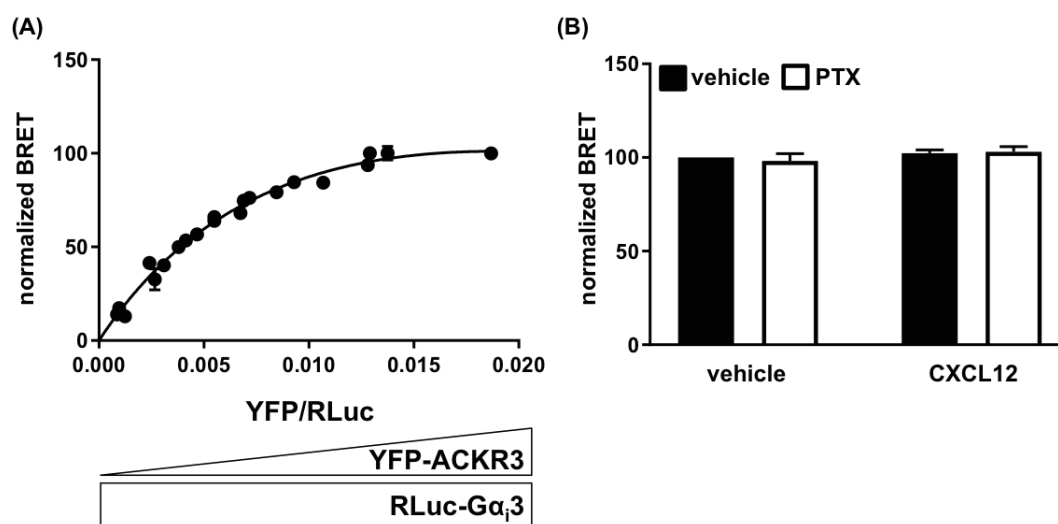 (A)
150
100
50
0
normalized BRET
0.000 0.005 0.010 0.015 0.020
YFP/RLuc
YFP-ACKR3
RLuc-Gαi3
(B)
150
100
50
0
normalized BRET
vehicle PTX
vehicle CXCL12